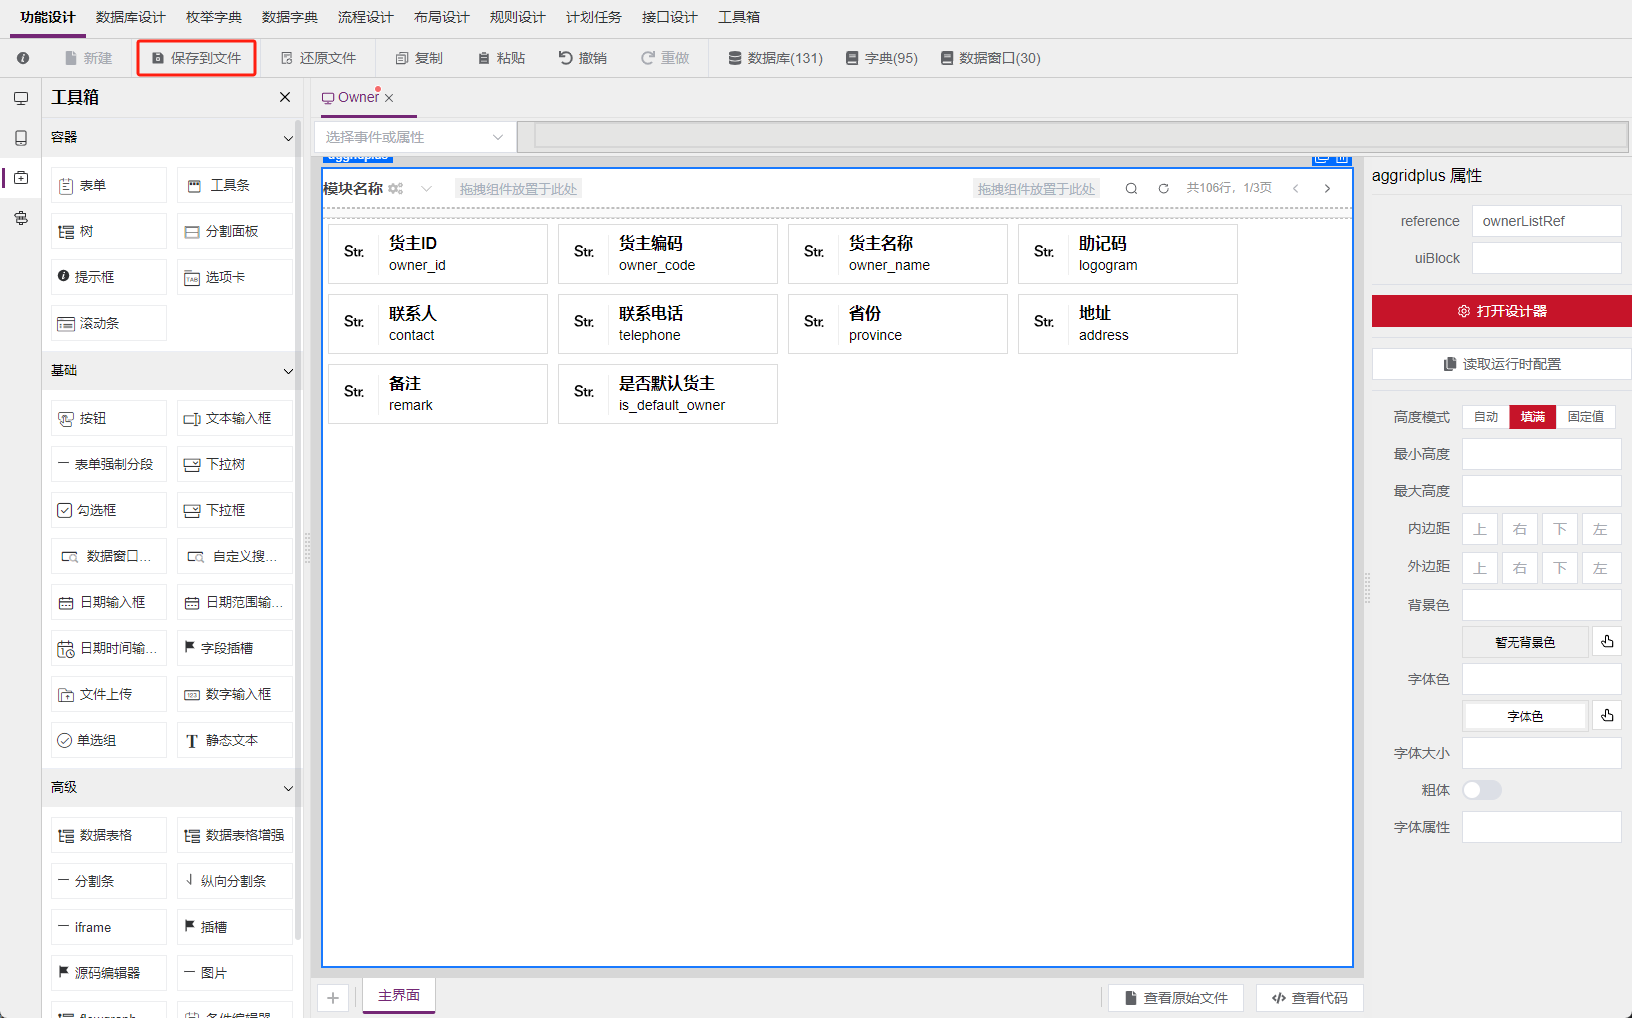 功能设计 数据库设计 枚举字典 数据字典 流程设计 布局设计 规则设计 计划任务 接口设计 工具箱
新建 保存到文件 还原文件 复制 粘贴 撤销 重做 数据库(131) 字典(95) 数据窗口(30)
工具箱
Owner
容器
选择事件或属性
表单 工具条
树 分割面板
提示框 选项卡
滚动条
基础
按钮 文本输入框
表单强制分段 下拉树
勾选框 下拉框
数据窗口... 自定义搜...
日期输入框 日期范围输...
日期时间输... 字段插槽
文件上传 数字输入框
单选组 静态文本
高级
数据表格 数据表格增强
分割条 纵向分割条
iframe 插槽
源码编辑器 图片
flowgraph 条件编辑器
aggridplus
模块名称 拖拽组件放置于此处 拖拽组件放置于此处 共106行，1/3页
Str. 货主ID
owner_id
Str. 货主编码
owner_code
Str. 货主名称
owner_name
Str. 助记码
logogram
Str. 联系人
contact
Str. 联系电话
telephone
Str. 省份
province
Str. 地址
address
Str. 备注
remark
Str. 是否默认货主
is_default_owner
主界面
查看原始文件 查看代码
aggridplus 属性
reference ownerListRef
uiBlock
打开设计器
读取运行时配置
高度模式 自动 填满 固定值
最小高度
最大高度
内边距 上 右 下 左
外边距 上 右 下 左
背景色
暂无背景色
字体色
字体色
字体大小
粗体
字体属性